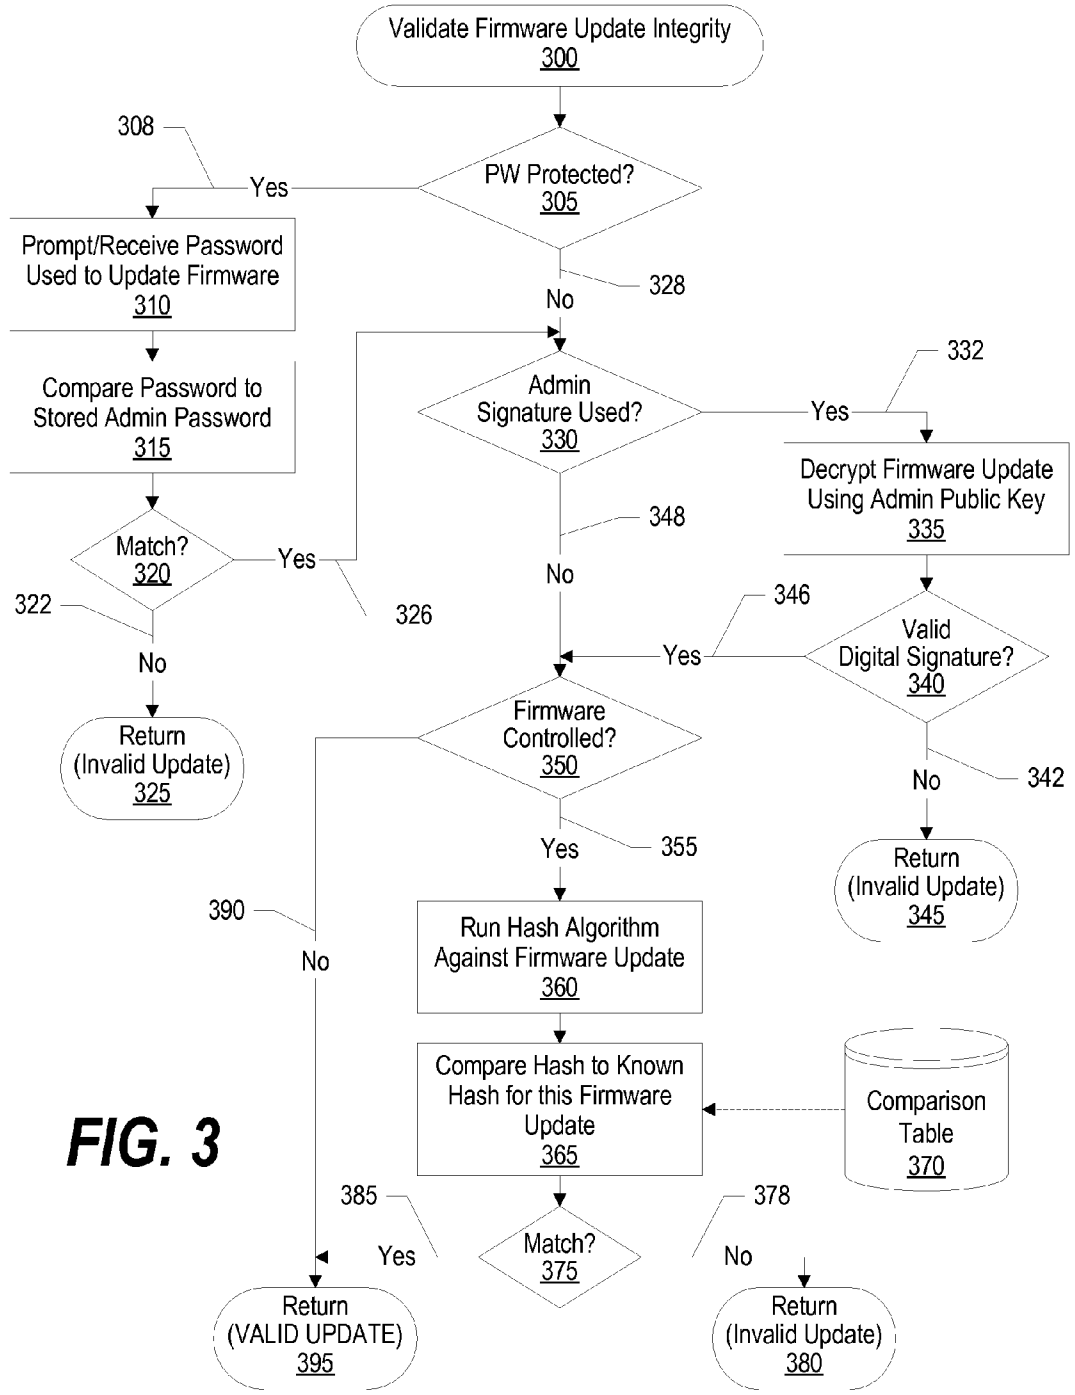 Validate Firmware Update Integrity
300
308
PW Protected?
305
Yes
Prompt/Receive Password
Used to Update Firmware
310
328
No
332
Compare Password to
Stored Admin Password
315
Admin
Signature Used?
330
Yes
Decrypt Firmware Update
Using Admin Public Key
335
348
Match?
320
Yes
326
322
No
No
346
Valid
Digital Signature?
340
Yes
Return
(Invalid Update)
325
Firmware
Controlled?
350
342
No
355
Yes
Return
(Invalid Update)
345
390
No
Run Hash Algorithm
Against Firmware Update
360
Compare Hash to Known
Hash for this Firmware
Update
365
Comparison
Table
370
FIG. 3
385
378
Yes
Match?
375
No
Return
(VALID UPDATE)
395
Return
(Invalid Update)
380